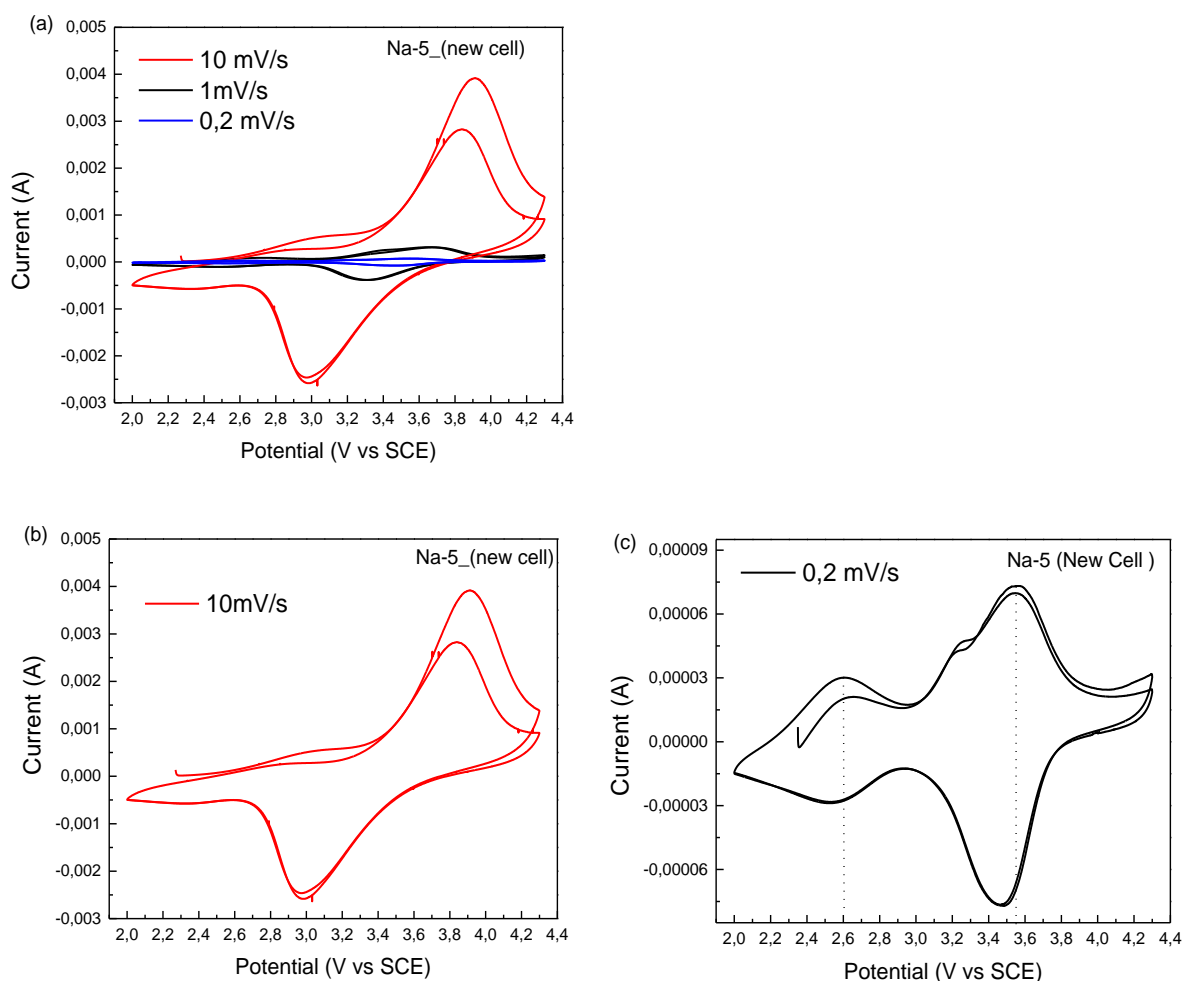 (a)
Na-5_(new cell)
10 mV/s
1mV/s
0,2 mV/s
0,005
0,004
0,003
0,002
0,001
0,000
-0,001
-0,002
-0,003
Current (A)
2,0 2,2 2,4 2,6 2,8 3,0 3,2 3,4 3,6 3,8 4,0 4,2 4,4
Potential (V vs SCE)
(b)
Na-5_(new cell)
10mV/s
0,005
0,004
0,003
0,002
0,001
0,000
-0,001
-0,002
-0,003
Current (A)
2,0 2,2 2,4 2,6 2,8 3,0 3,2 3,4 3,6 3,8 4,0 4,2 4,4
Potential (V vs SCE)
(c)
Na-5 (New Cell )
0,2 mV/s
0,00009
0,00006
0,00003
0,00000
-0,00003
-0,00006
Current (A)
2,0 2,2 2,4 2,6 2,8 3,0 3,2 3,4 3,6 3,8 4,0 4,2 4,4
Potential (V vs SCE)